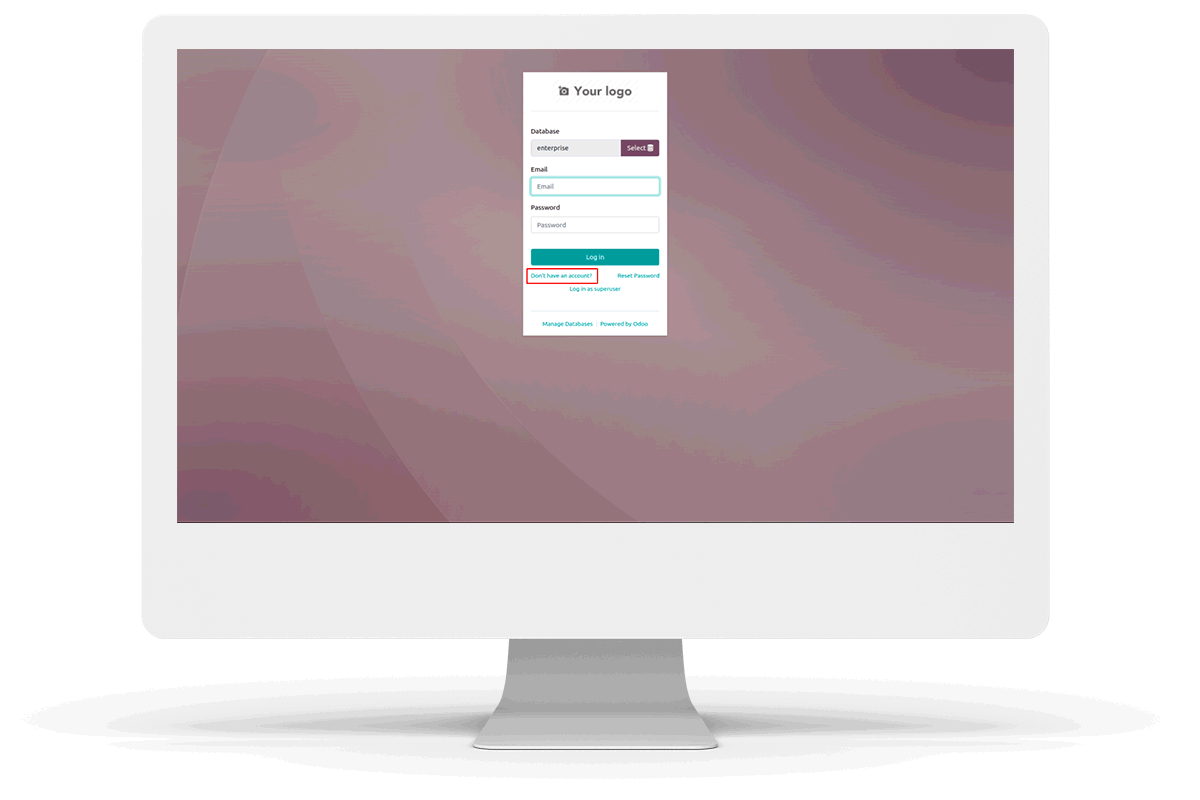 Your logo
Database
enterprise Select
Email
Email
Password
Password
Log in
Don't have an account? Reset Password
Log in as superuser
Manage Databases | Powered by Odoo